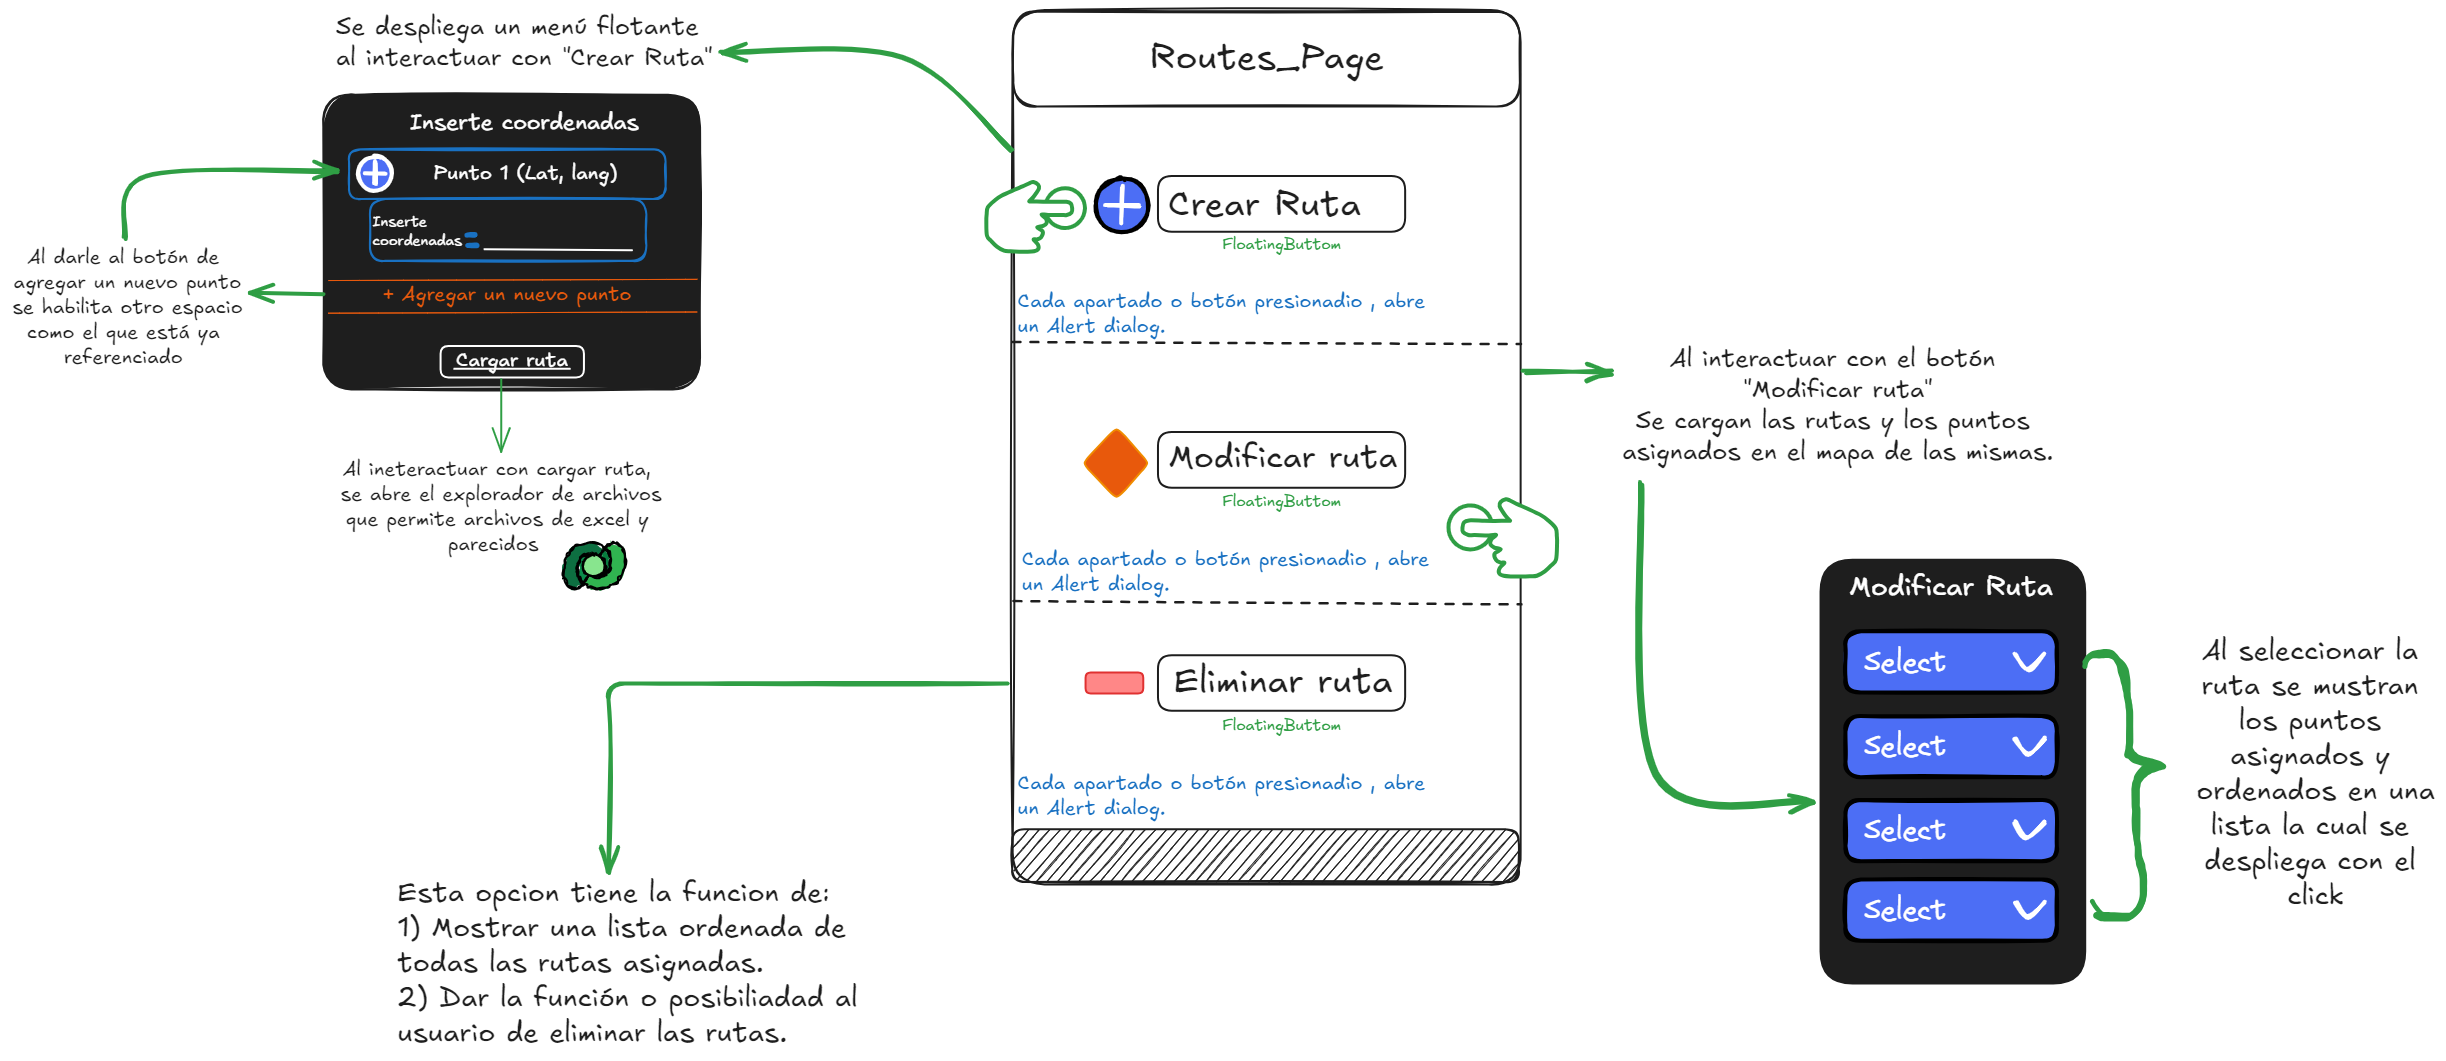 Se despliega un menú flotante
al interactuar con "Crear Ruta"
Inserte coordenadas
Punto 1 (Lat, lang)
Inserte
coordenadas:
+ Agregar un nuevo punto
Cargar ruta
Al darle al botón de
agregar un nuevo punto
se habilita otro espacio
como el que está ya
referenciado
Al ineteractuar con cargar ruta,
se abre el explorador de archivos
que permite archivos de excel y
parecidos
Routes_Page
Crear Ruta
FloatingButtom
Cada apartado o botón presionadio , abre
un Alert dialog.
Modificar ruta
FloatingButtom
Cada apartado o botón presionadio , abre
un Alert dialog.
Eliminar ruta
FloatingButtom
Cada apartado o botón presionadio , abre
un Alert dialog.
Esta opcion tiene la funcion de:
1) Mostrar una lista ordenada de
todas las rutas asignadas.
2) Dar la función o posibiliadad al
usuario de eliminar las rutas.
Al interactuar con el botón
"Modificar ruta"
Se cargan las rutas y los puntos
asignados en el mapa de las mismas.
Modificar Ruta
Select
Select
Select
Select
Al seleccionar la
ruta se mustran
los puntos
asignados y
ordenados en una
lista la cual se
despliega con el
click